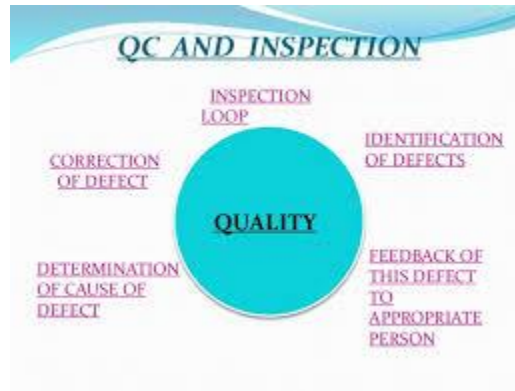 QC AND INSPECTION
INSPECTION
LOOP
IDENTIFICATION
OF DEFECTS
CORRECTION
OF DEFECT
QUALITY
FEEDBACK OF
THIS DEFECT
TO
APPROPRIATE
PERSON
DETERMINATION
OF CAUSE OF
DEFECT